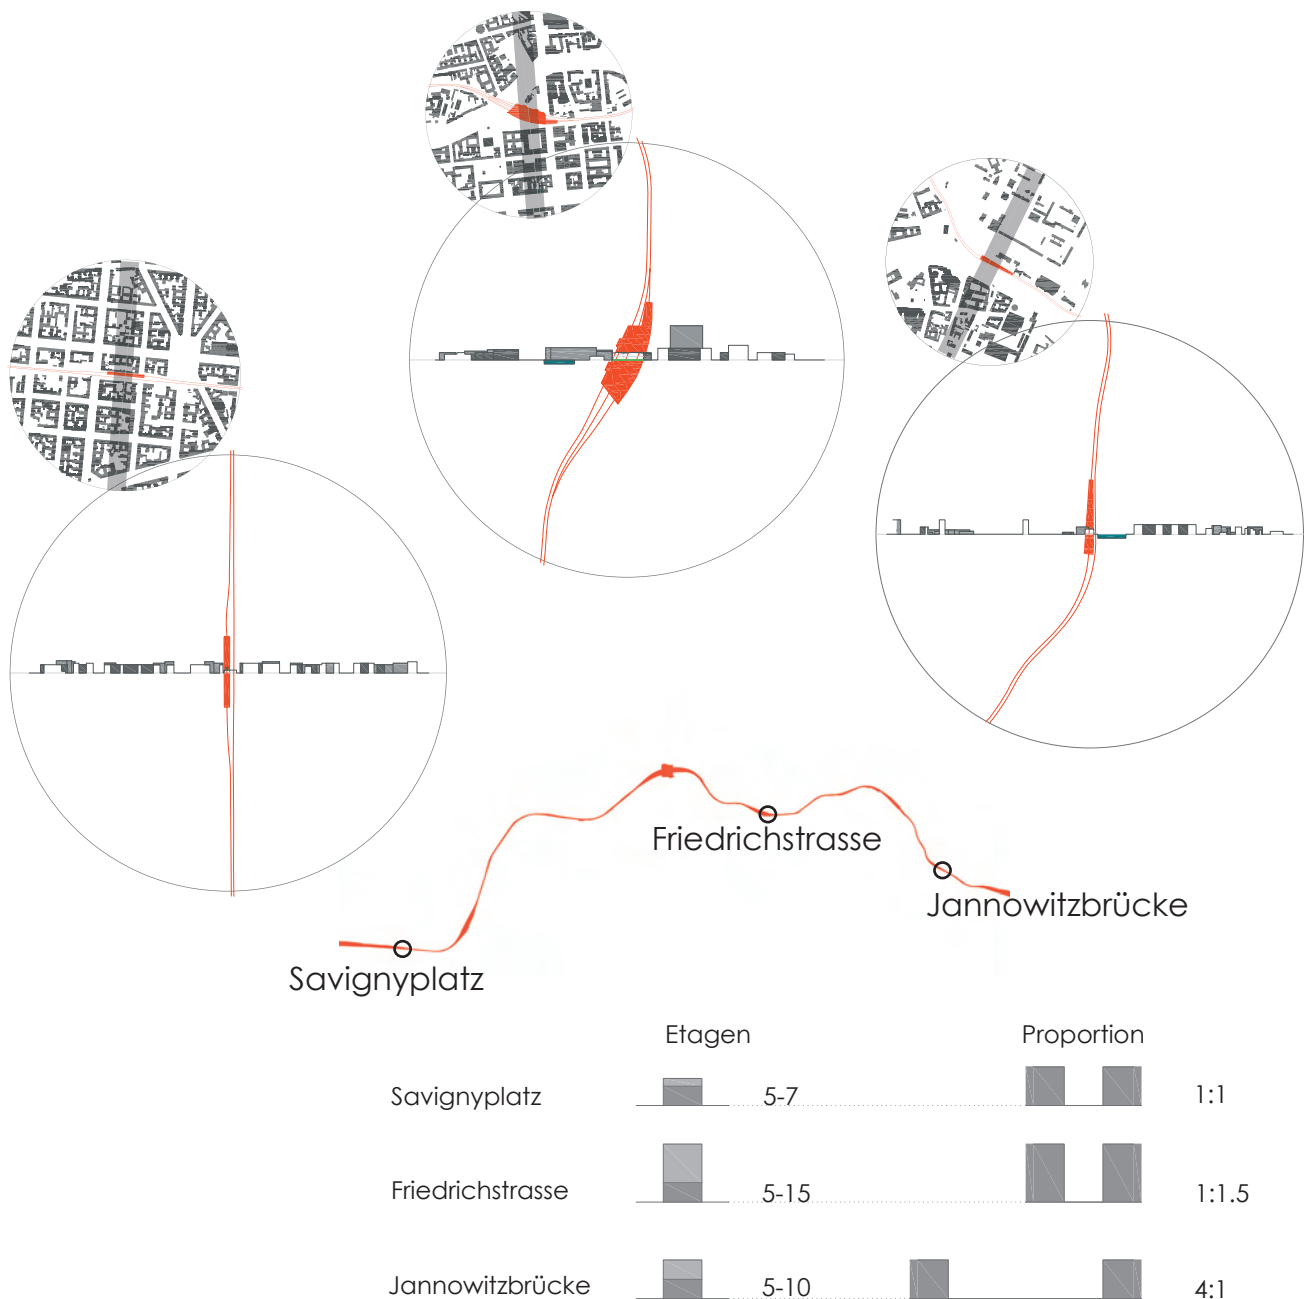 Friedrichstrasse
Jannowitzbrücke
Savignyplatz
Etagen Proportion
Savignyplatz 5-7 1:1
Friedrichstrasse 5-15 1:1.5
Jannowitzbrücke 5-10 4:1